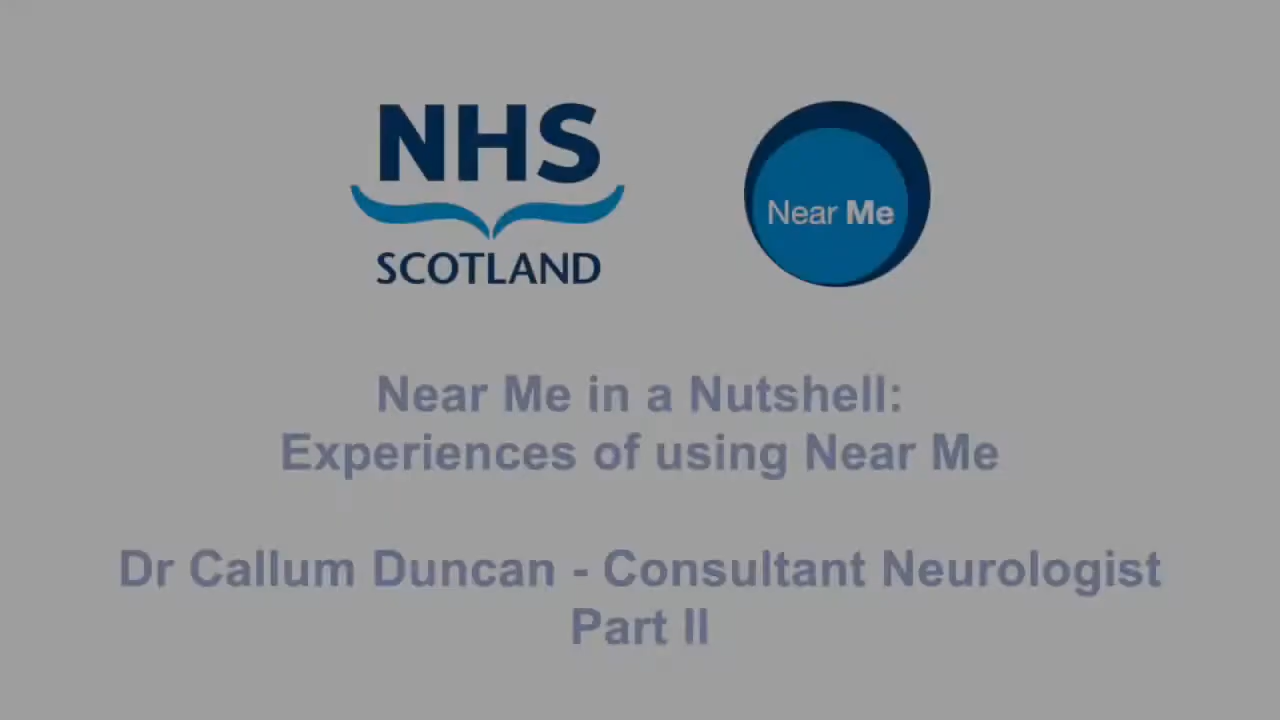 NHS
SCOTLAND
Near Me
Near Me in a Nutshell:
Experiences of using Near Me
Dr Callum Duncan - Consultant Neurologist
Part II